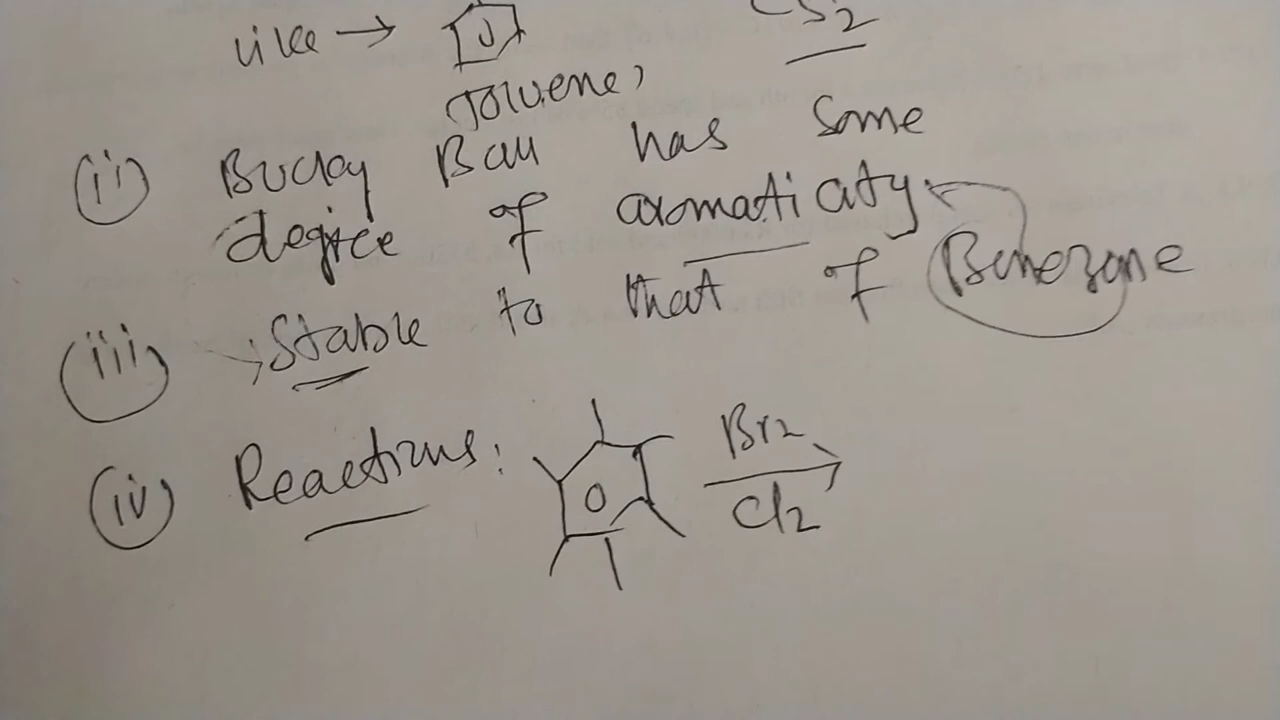 like →
CS2
Toluene,
(ii) Bucky Ball has some
degree of aromaticity
(iii) Stable to that of Benezene
(iv) Reactions: Br2
Cl2